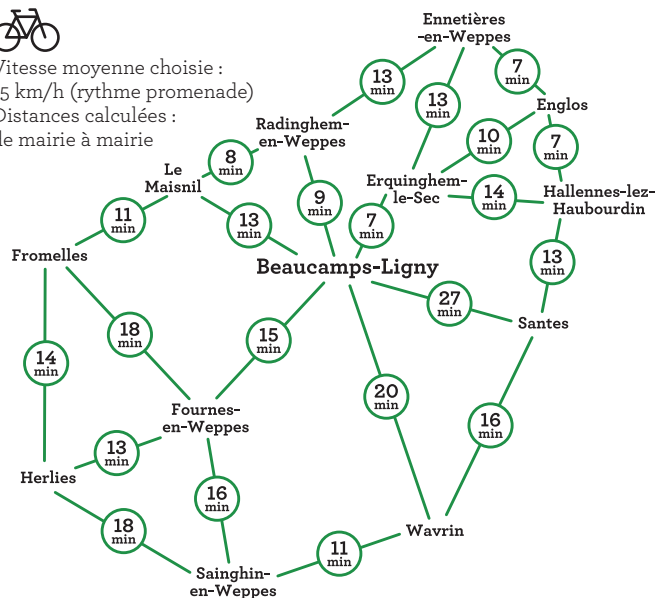 Vitesse moyenne choisie :
5 km/h (rythme promenade)
Distances calculées :
de mairie à mairie
Ennetières
-en-Weppes
13
min
13
min
7
min
Englos
Radinghem-
en-Weppes
10
min
7
min
8
min
Le
Maisnil
Erquinghem-
le-Sec
14
min
Hallennes-lez-
Haubourdin
11
min
13
min
9
min
7
min
Fromelles
Beaucamps-Ligny
13
min
27
min
Santes
18
min
15
min
14
min
20
min
Fournes-
en-Weppes
16
min
13
min
Herlies
16
min
18
min
Wavrin
11
min
Sainghin-
en-Weppes